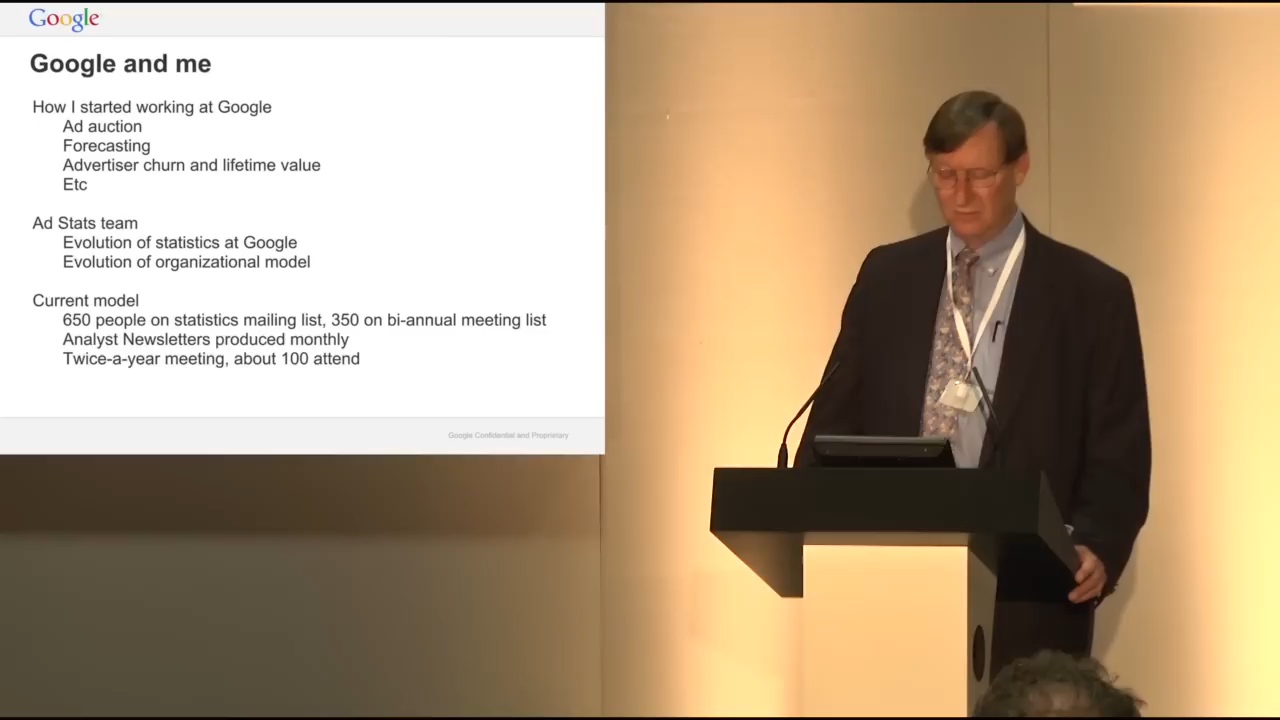 Google
Google and me
How I started working at Google
Ad auction
Forecasting
Advertiser churn and lifetime value
Etc
Ad Stats team
Evolution of statistics at Google
Evolution of organizational model
Current model
650 people on statistics mailing list, 350 on bi-annual meeting list
Analyst Newsletters produced monthly
Twice-a-year meeting, about 100 attend
Google Confidential and Proprietary